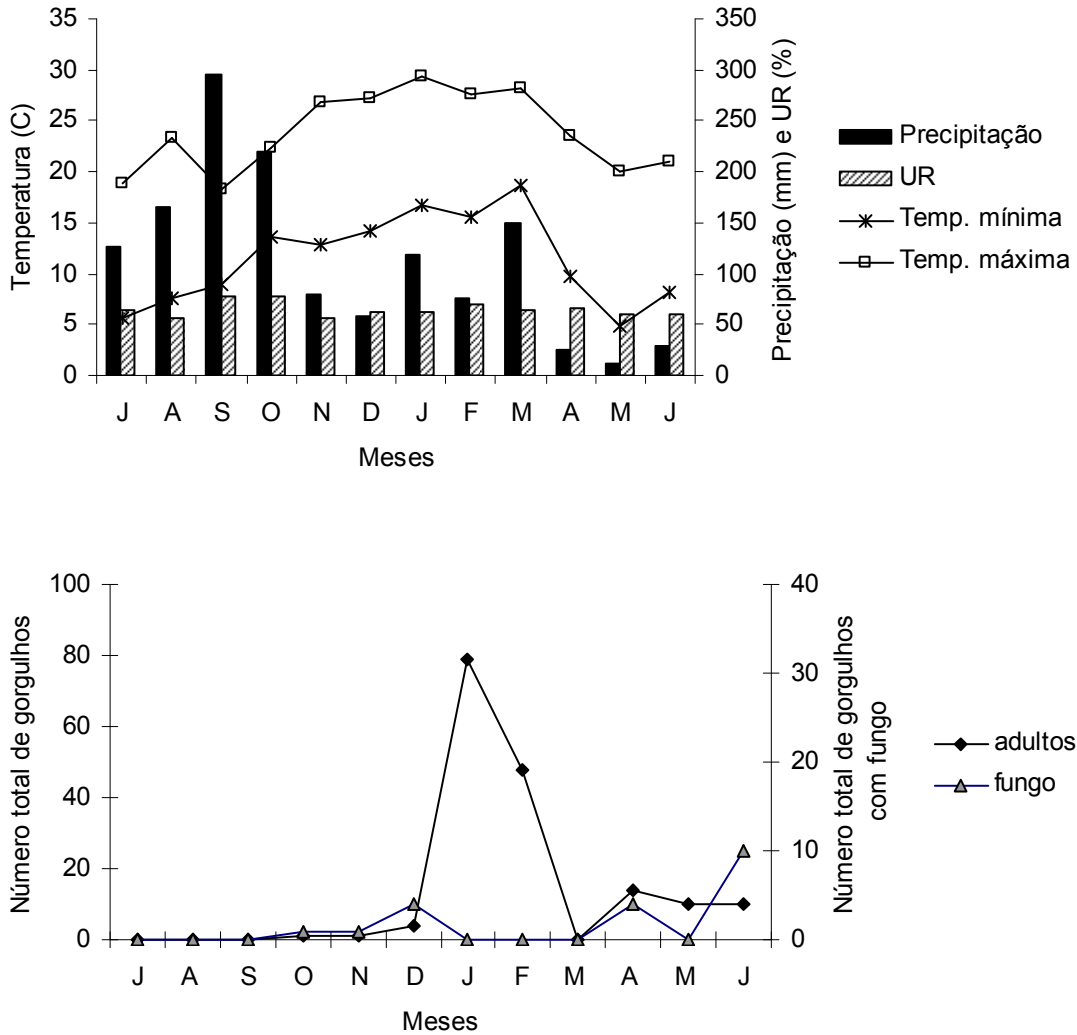 35
30
25
20
15
10
5
0
Temperatura (C)
350
300
250
200
150
100
50
0
Precipitação (mm) e UR (%)
J A S O N D J F M A M J
Meses
Precipitação
UR
Temp. mínima
Temp. máxima
100
80
60
40
20
0
Número total de gorgulhos
40
30
20
10
0
Número total de gorgulhos
com fungo
J A S O N D J F M A M J
Meses
adultos
fungo